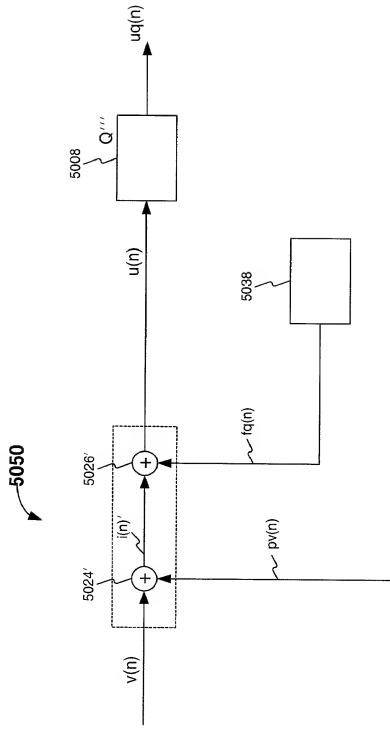 5050
v(n)
5024′
+
i(n)′
5026′
+
u(n)
5008
Q′′′
uq(n)
pv(n)
fq(n)
5038